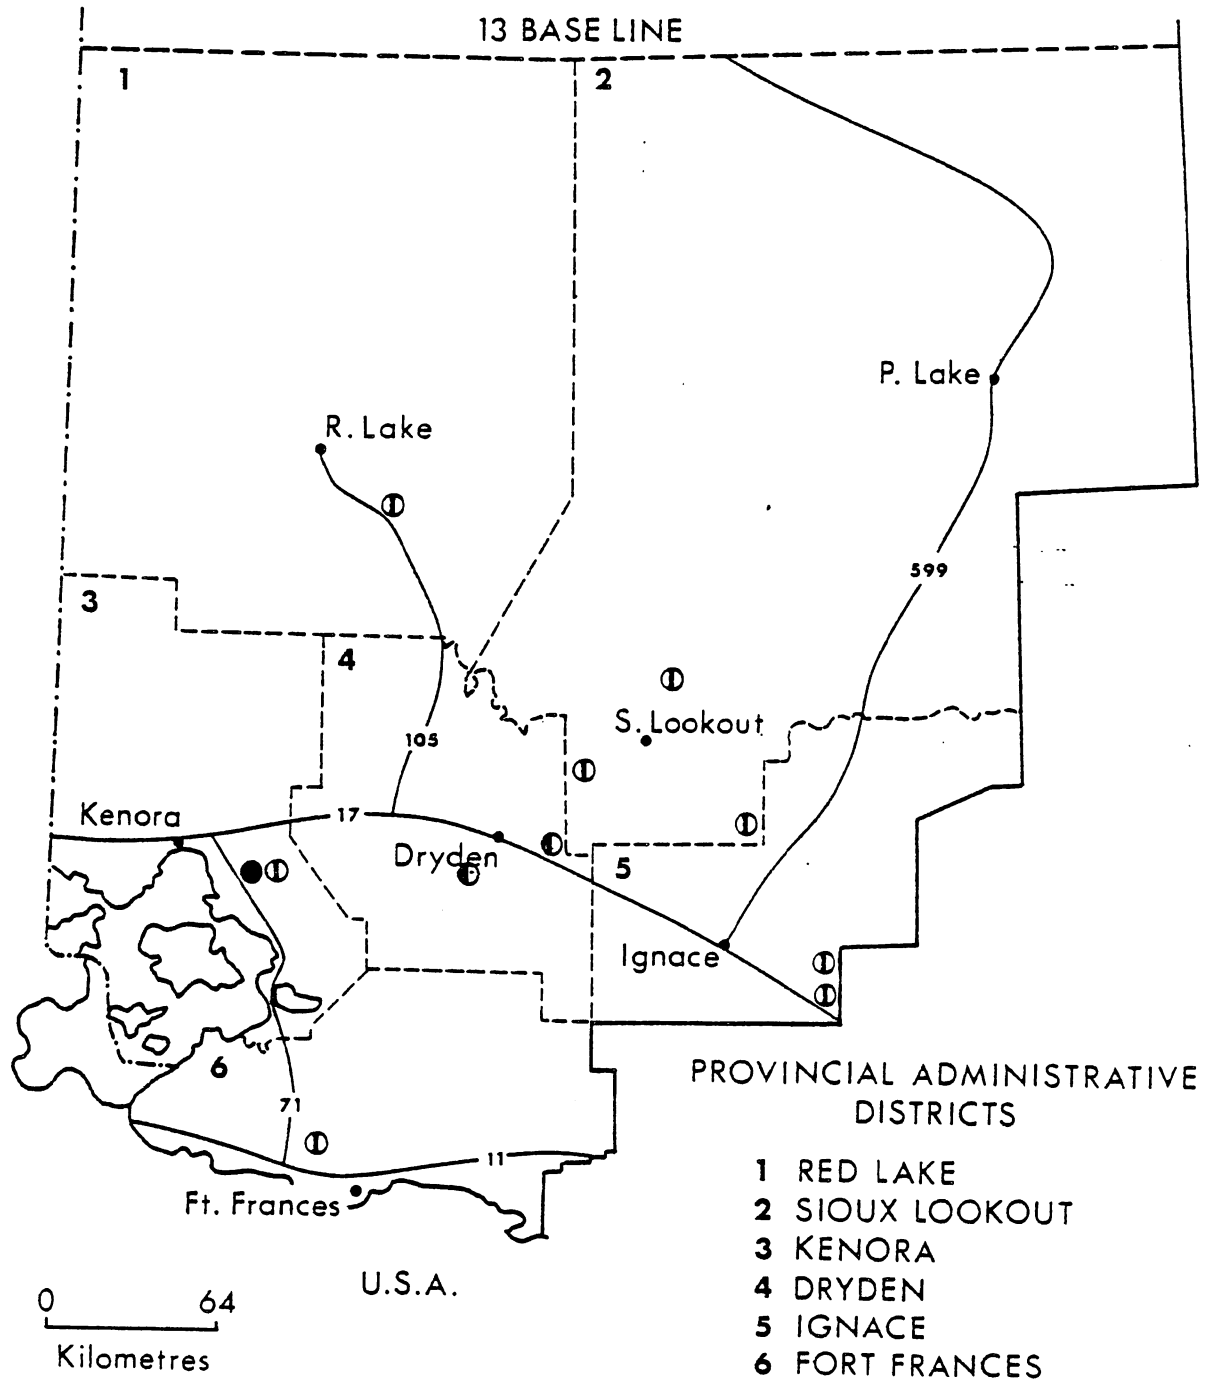 13 BASE LINE
1
2
P. Lake
R. Lake
599
3
4
S. Lookout
105
Kenora
17
Dryden
5
Ignace
6
71
11
Ft. Frances
U.S.A.
0 64
Kilometres
PROVINCIAL ADMINISTRATIVE
DISTRICTS
1 RED LAKE
2 SIOUX LOOKOUT
3 KENORA
4 DRYDEN
5 IGNACE
6 FORT FRANCES